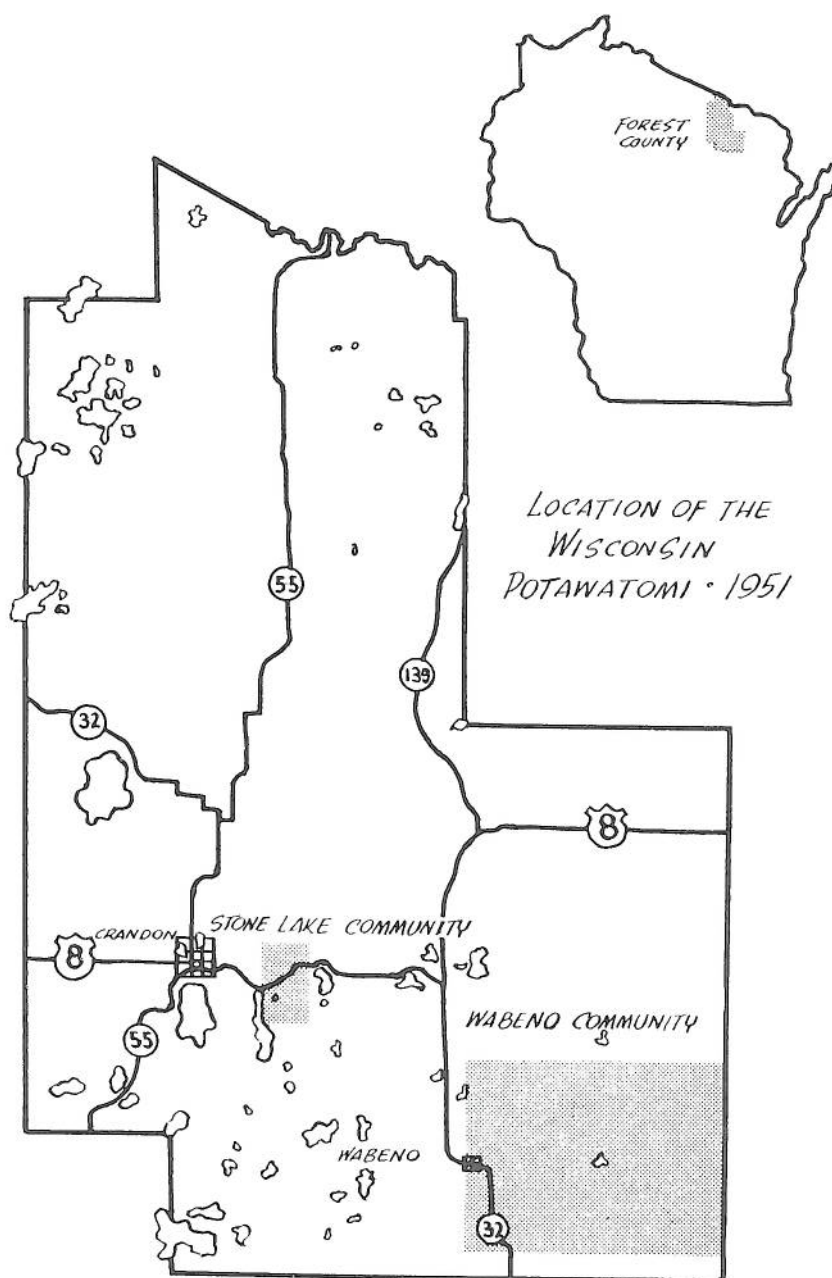 FOREST
COUNTY
LOCATION OF THE
WISCONSIN
POTAWATOMI · 1951
55
139
32
8
CRANDON
STONE LAKE COMMUNITY
8
WABENO COMMUNITY
55
WABENO
32